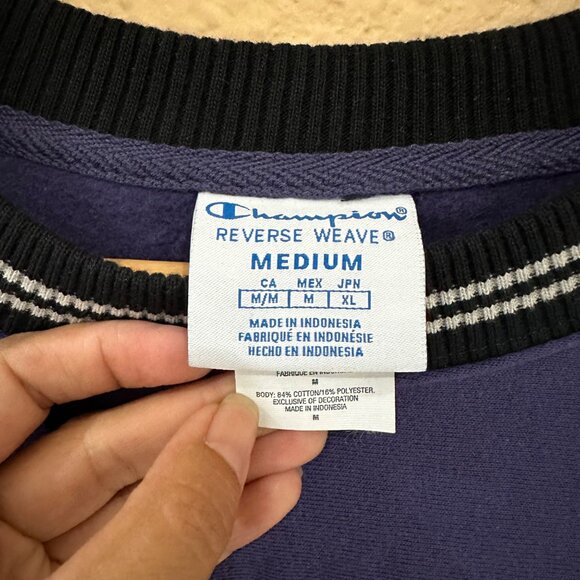 Champion®
REVERSE WEAVE®
MEDIUM
CA MEX JPN
M/M M XL
MADE IN INDONESIA
FABRIQUÉ EN INDONÉSIE
HECHO EN INDONESIA
M
BODY: 84% COTTON/16% POLYESTER.
EXCLUSIVE OF DECORATION
MADE IN INDONESIA
M